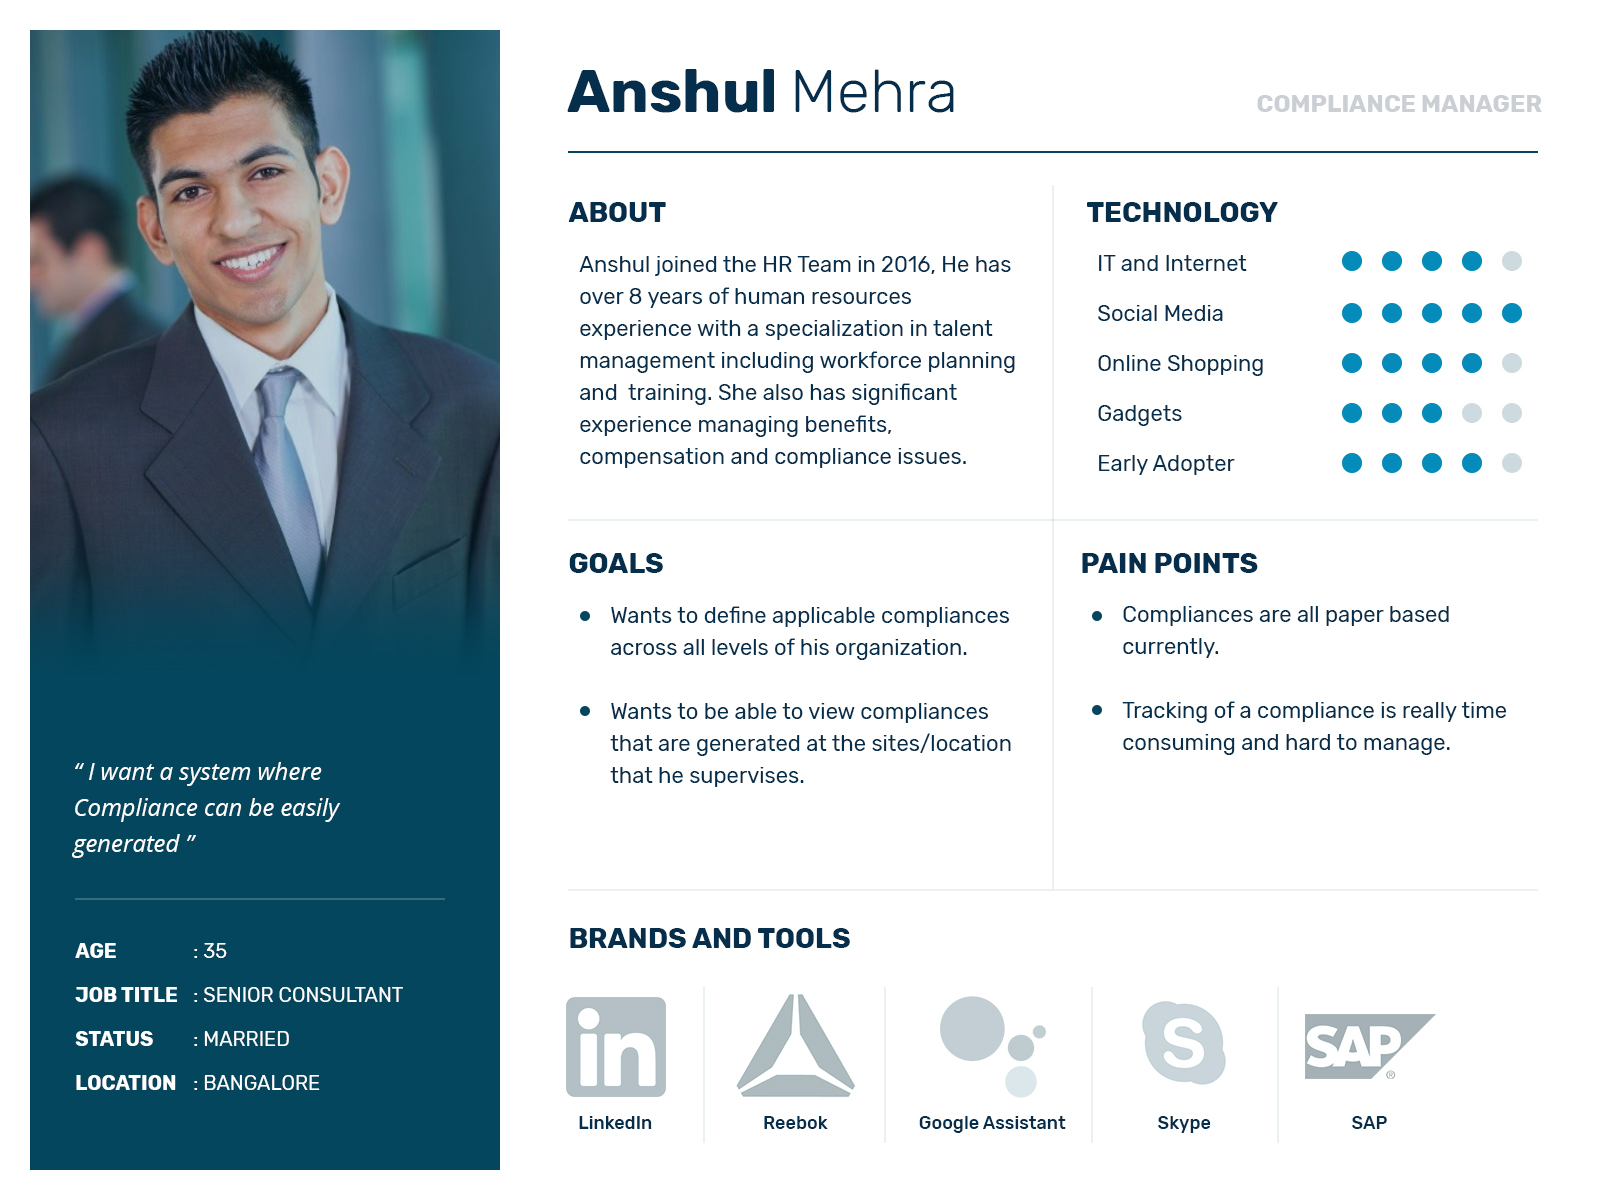 Anshul Mehra
COMPLIANCE MANAGER
ABOUT
Anshul joined the HR Team in 2016, He has
over 8 years of human resources
experience with a specialization in talent
management including workforce planning
and  training. She also has significant
experience managing benefits,
compensation and compliance issues.
TECHNOLOGY
IT and Internet
Social Media
Online Shopping
Gadgets
Early Adopter
GOALS
Wants to define applicable compliances
across all levels of his organization.
Wants to be able to view compliances
that are generated at the sites/location
that he supervises.
PAIN POINTS
Compliances are all paper based
currently.
Tracking of a compliance is really time
consuming and hard to manage.
“ I want a system where
Compliance can be easily
generated ”
AGE : 35
JOB TITLE : SENIOR CONSULTANT
STATUS : MARRIED
LOCATION : BANGALORE
BRANDS AND TOOLS
in
S
SAP
®
LinkedIn
Reebok
Google Assistant
Skype
SAP